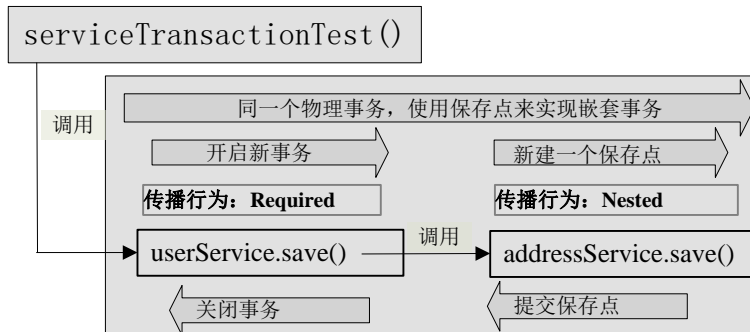 serviceTransactionTest()
调用
同一个物理事务，使用保存点来实现嵌套事务
开启新事务
新建一个保存点
传播行为：Required
传播行为：Nested
userService.save()
调用
addressService.save()
关闭事务
提交保存点